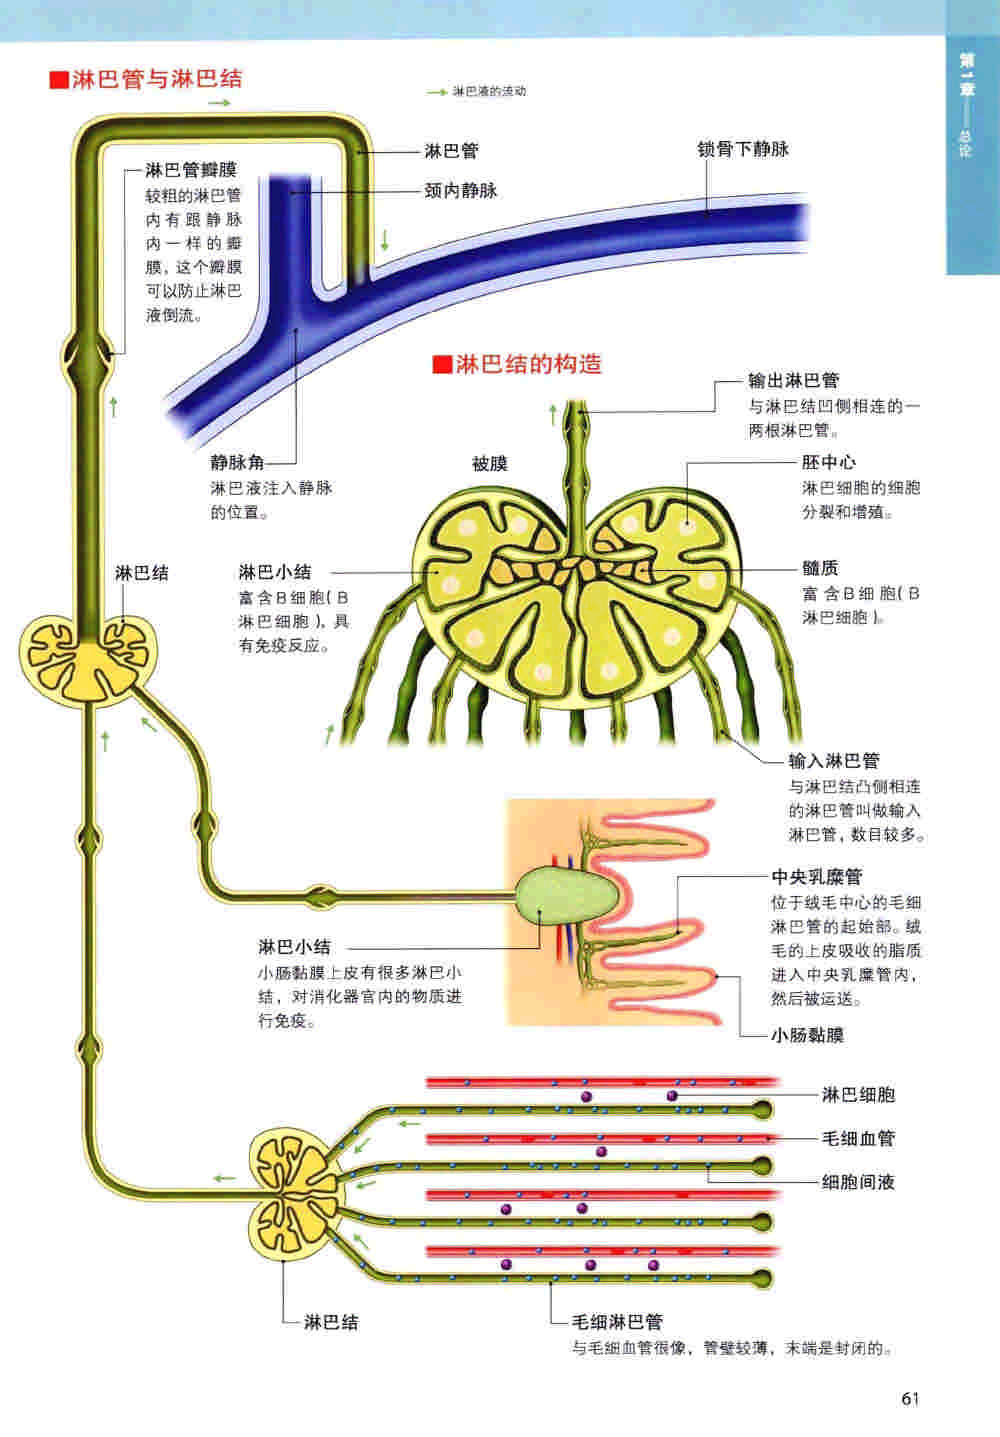 第1章——总论
■淋巴管与淋巴结
淋巴液的流动
淋巴管
颈内静脉
锁骨下静脉
淋巴管瓣膜
较粗的淋巴管
内有跟静脉
内一样的瓣
膜，这个瓣膜
可以防止淋巴
液倒流。
静脉角
淋巴液注入静脉
的位置。
淋巴结
■淋巴结的构造
输出淋巴管
与淋巴结凹侧相连的一
两根淋巴管。
被膜
胚中心
淋巴细胞的细胞
分裂和增殖。
淋巴小结
富含B细胞(B
淋巴细胞)，具
有免疫反应。
髓质
富含B细胞(B
淋巴细胞)。
输入淋巴管
与淋巴结凸侧相连
的淋巴管叫做输入
淋巴管，数目较多。
中央乳糜管
位于绒毛中心的毛细
淋巴管的起始部。绒
毛的上皮吸收的脂质
进入中央乳糜管内，
然后被运送。
小肠黏膜
淋巴小结
小肠黏膜上皮有很多淋巴小
结，对消化器官内的物质进
行免疫。
淋巴细胞
毛细血管
细胞间液
淋巴结
毛细淋巴管
与毛细血管很像，管壁较薄，末端是封闭的。
61